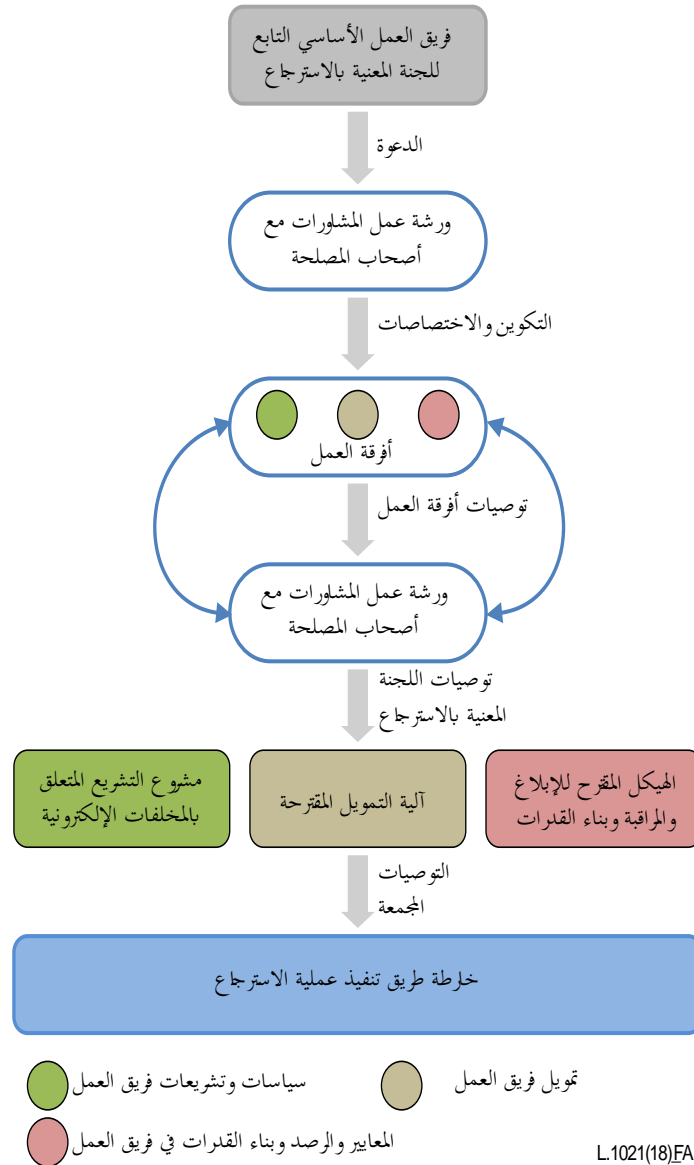 فريق العمل الأساسي التابع
للجنة المعنية بالاسترجاع
الدعوة
ورشة عمل المشاورات مع
أصحاب المصلحة
التكوين والاختصاصات
أفرقة العمل
توصيات أفرقة العمل
ورشة عمل المشاورات مع
أصحاب المصلحة
توصيات اللجنة
المعنية بالاسترجاع
الهيكل المقترح للإبلاغ
والمراقبة وبناء القدرات
آلية التمويل المقترحة
مشروع التشريع المتعلق
بالمخلفات الإلكترونية
التوصيات
المجمعة
خارطة طريق تنفيذ عملية الاسترجاع
تمويل فريق العمل
سياسات وتشريعات فريق العمل
المعايير والرصد وبناء القدرات في فريق العمل
L.1021(18)FA